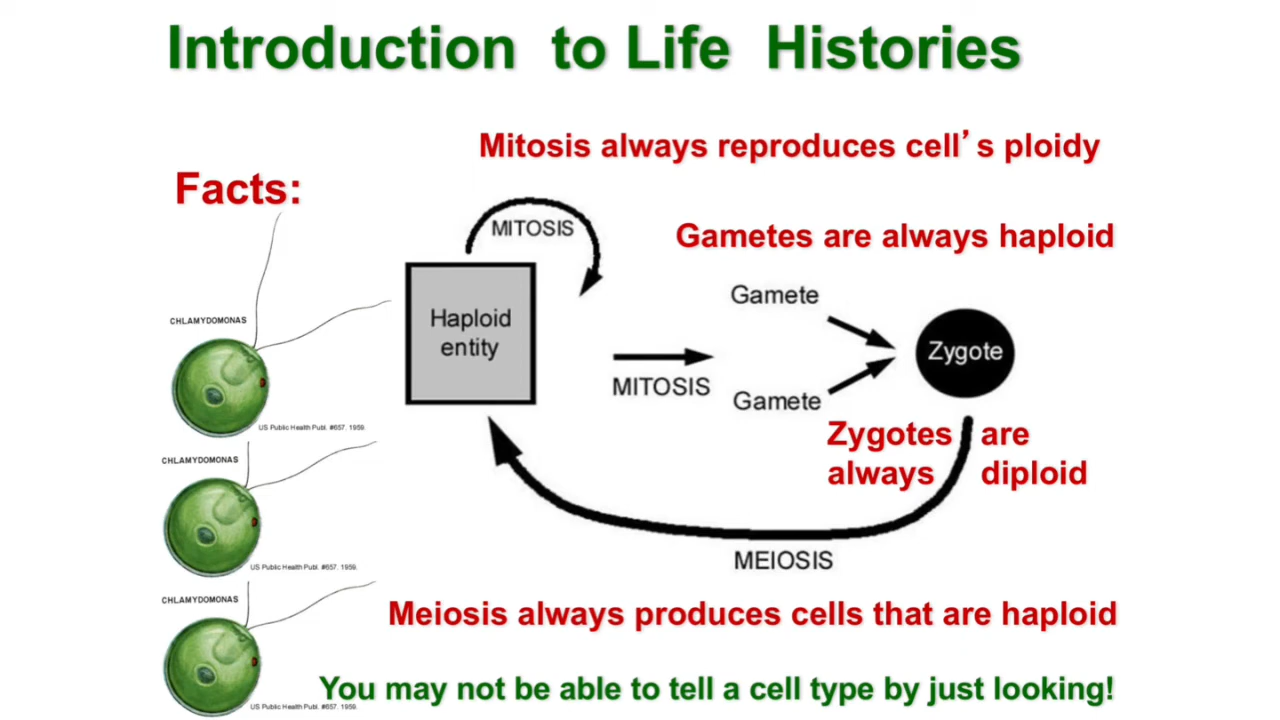 Introduction to Life Histories
Mitosis always reproduces cell’s ploidy
Facts:
MITOSIS
Gametes are always haploid
Gamete
Haploid
entity
CHLAMYDOMONAS
Zygote
MITOSIS
Gamete
US Public Health Publ. #657. 1959.
Zygotes are
always diploid
CHLAMYDOMONAS
MEIOSIS
US Public Health Publ. #657. 1959.
CHLAMYDOMONAS
Meiosis always produces cells that are haploid
You may not be able to tell a cell type by just looking!
US Public Health Publ. #657. 1959.